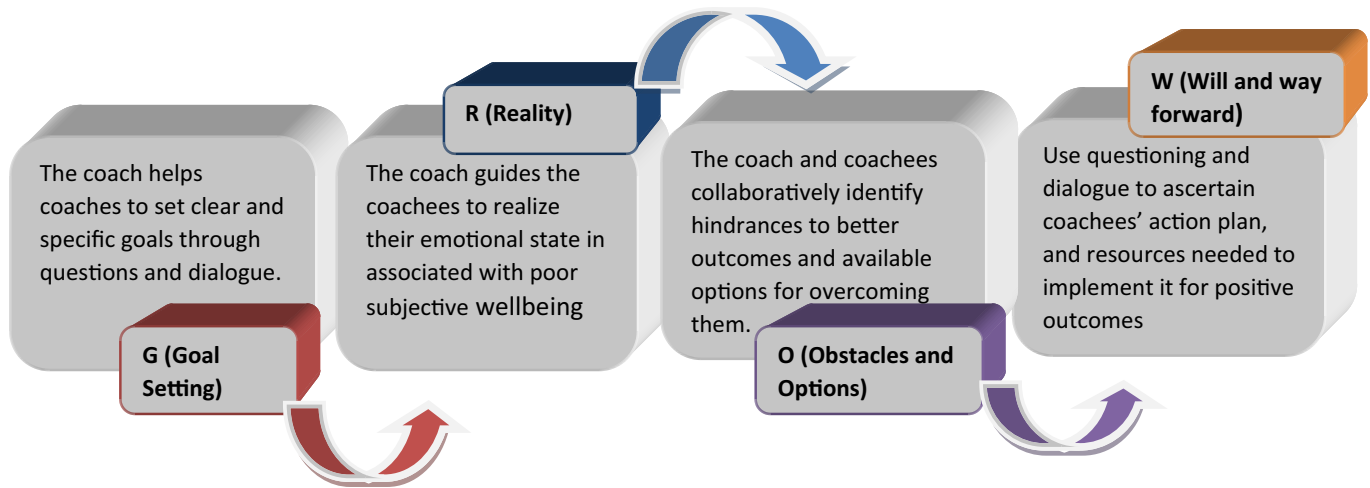 The coach helps
coaches to set clear and
specific goals through
questions and dialogue.
G (Goal
Setting)
R (Reality)
The coach guides the
coachees to realize
their emotional state in
associated with poor
subjective wellbeing
The coach and coachees
collaboratively identify
hindrances to better
outcomes and available
options for overcoming
them.
O (Obstacles and
Options)
W (Will and way
forward)
Use questioning and
dialogue to ascertain
coachees’ action plan,
and resources needed to
implement it for positive
outcomes